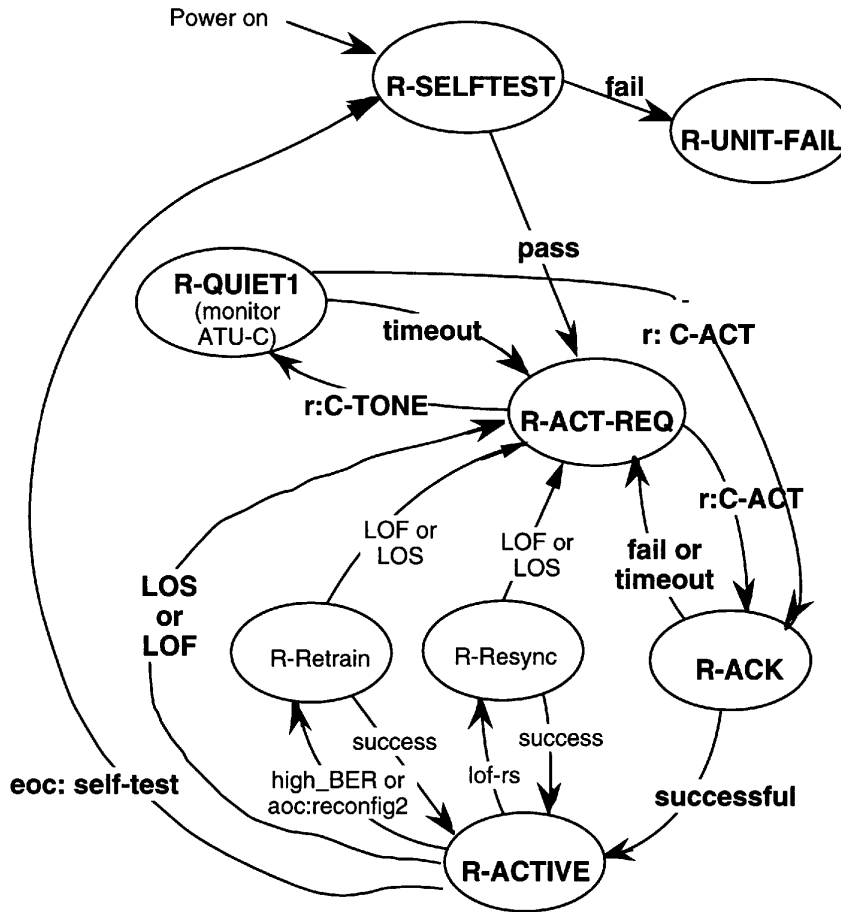 Power on
R-SELFTEST
fail
R-UNIT-FAIL
pass
R-QUIET1
(monitor
ATU-C)
timeout
r: C-ACT
r:C-TONE
R-ACT-REQ
r:C-ACT
LOF or
LOS
LOF or
LOS
fail or
timeout
LOS
or
LOF
R-Retrain
R-Resync
R-ACK
success
success
high_BER or
aoc:reconfig2
lof-rs
eoc: self-test
successful
R-ACTIVE